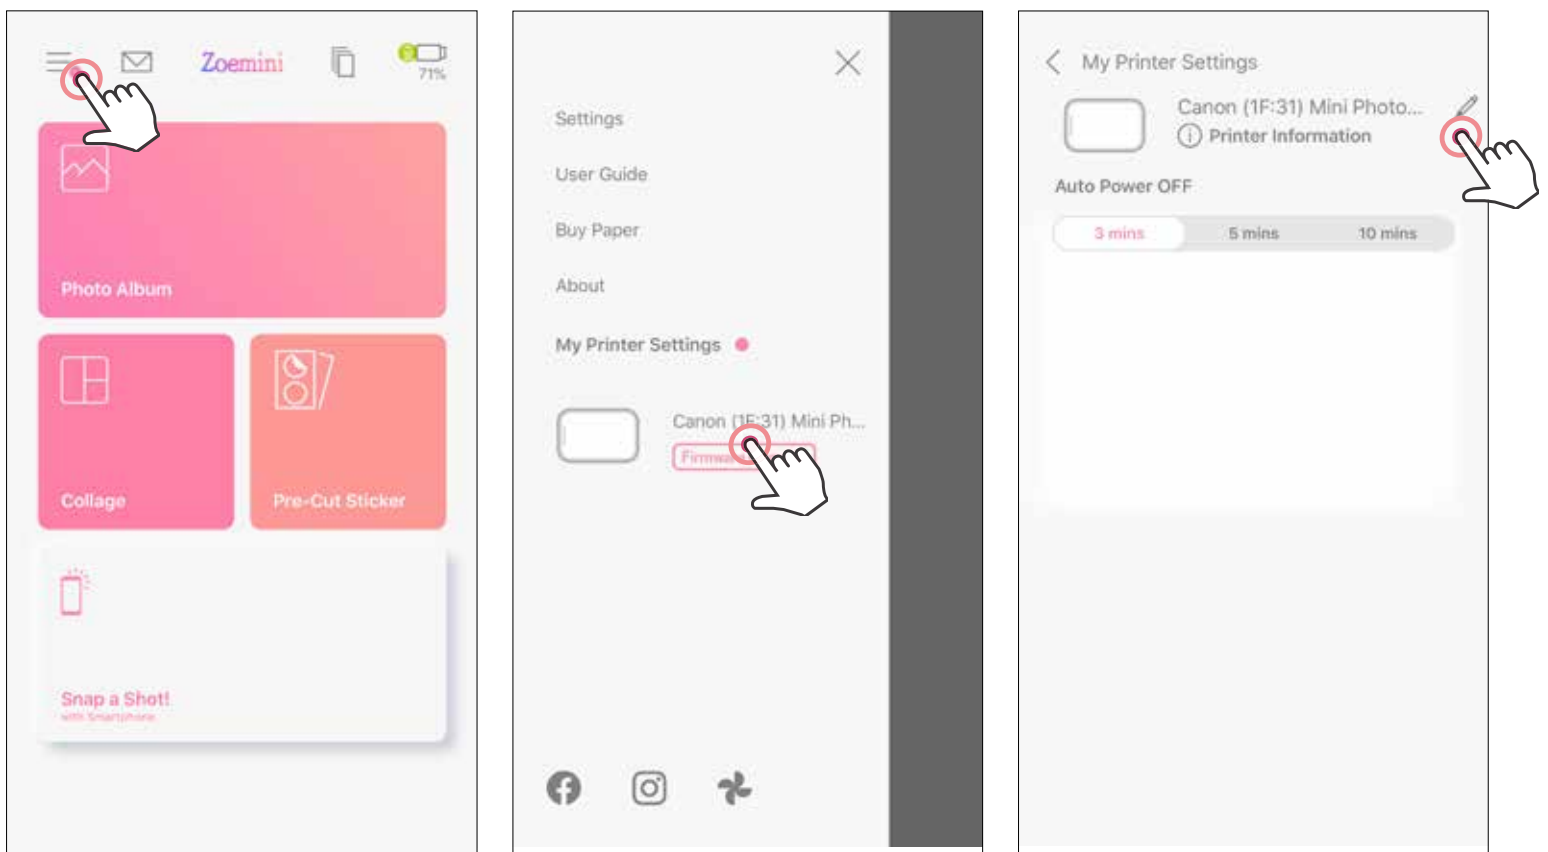 Zoemini
71%
Photo Album
Collage
Pre-Cut Sticker
Snap a Shot!
with Smartphone
Settings
User Guide
Buy Paper
About
My Printer Settings
Canon (1F:31) Mini Ph...
My Printer Settings
Canon (1F:31) Mini Photo...
Printer Information
Auto Power OFF
3 mins 5 mins 10 mins